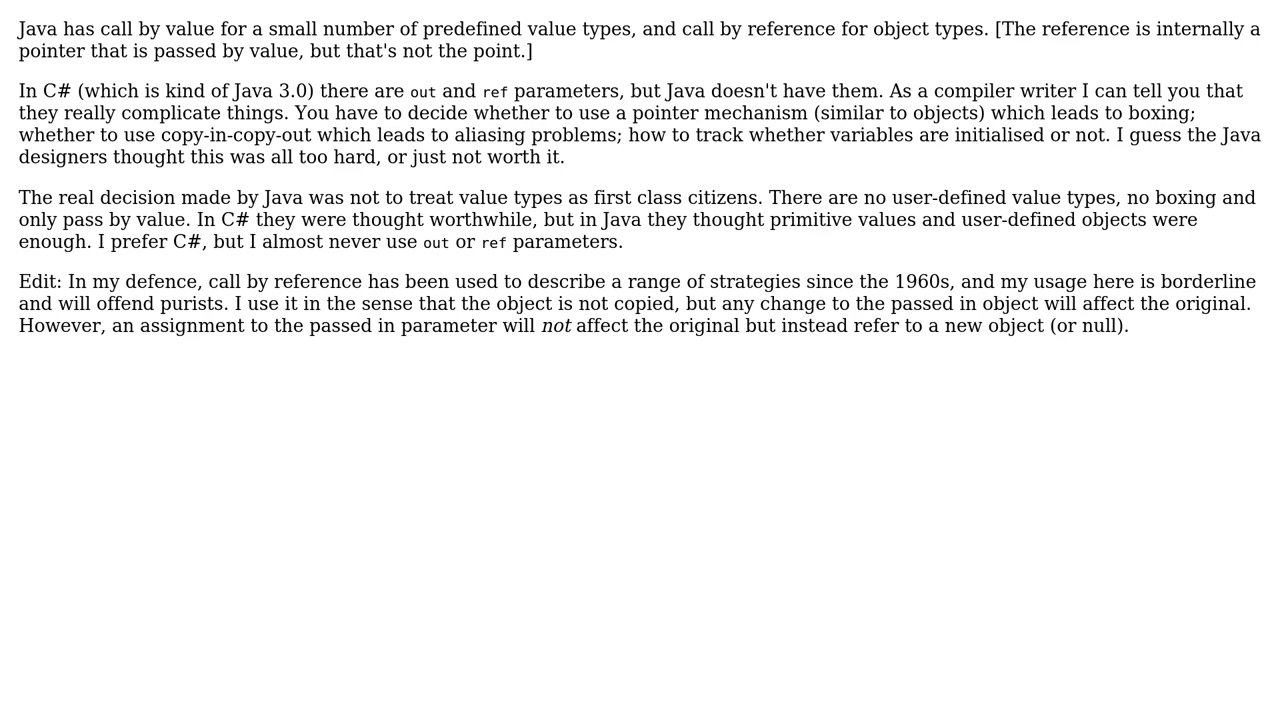 Java has call by value for a small number of predefined value types, and call by reference for object types. [The reference is internally a
pointer that is passed by value, but that's not the point.]
In C# (which is kind of Java 3.0) there are out and ref parameters, but Java doesn't have them. As a compiler writer I can tell you that
they really complicate things. You have to decide whether to use a pointer mechanism (similar to objects) which leads to boxing;
whether to use copy-in-copy-out which leads to aliasing problems; how to track whether variables are initialised or not. I guess the Java
designers thought this was all too hard, or just not worth it.
The real decision made by Java was not to treat value types as first class citizens. There are no user-defined value types, no boxing and
only pass by value. In C# they were thought worthwhile, but in Java they thought primitive values and user-defined objects were
enough. I prefer C#, but I almost never use out or ref parameters.
Edit: In my defence, call by reference has been used to describe a range of strategies since the 1960s, and my usage here is borderline
and will offend purists. I use it in the sense that the object is not copied, but any change to the passed in object will affect the original.
However, an assignment to the passed in parameter will not affect the original but instead refer to a new object (or null).